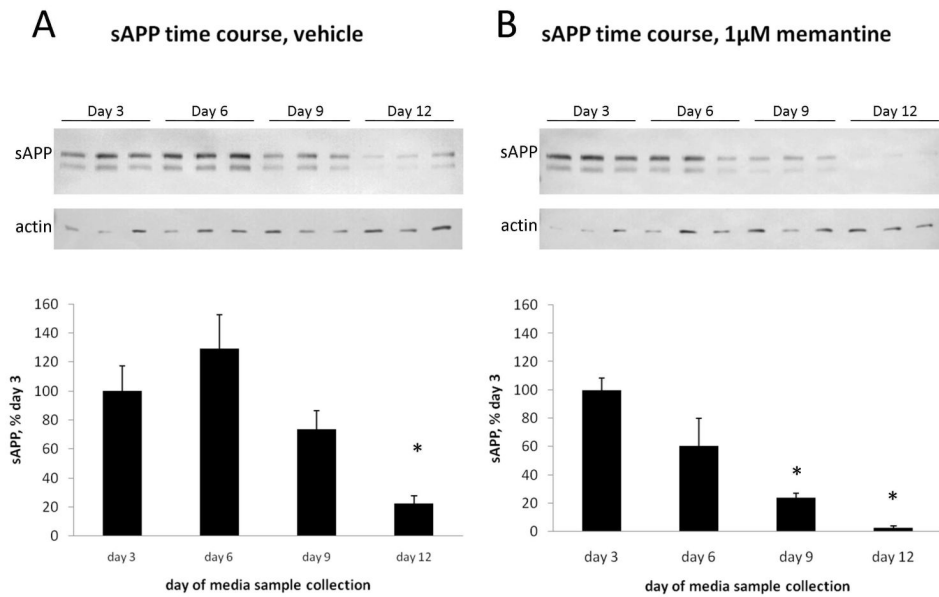 A
sAPP time course, vehicle
Day 3 Day 6 Day 9 Day 12
sAPP
actin
160
140
120
100
80
60
40
20
0
sAPP, % day 3
*
day 3 day 6 day 9 day 12
day of media sample collection
B
sAPP time course, 1µM memantine
Day 3 Day 6 Day 9 Day 12
sAPP
actin
160
140
120
100
80
60
40
20
0
sAPP, % day 3
*
*
day 3 day 6 day 9 day 12
day of media sample collection